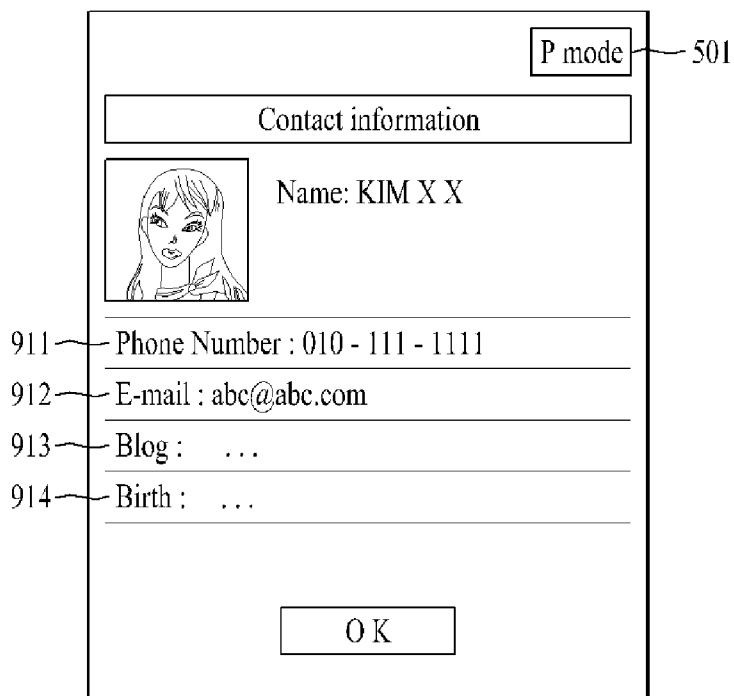 P mode 501
Contact information
Name: KIM X X
911 Phone Number : 010 - 111 - 1111
912 E-mail : abc@abc.com
913 Blog : ...
914 Birth : ...
O K